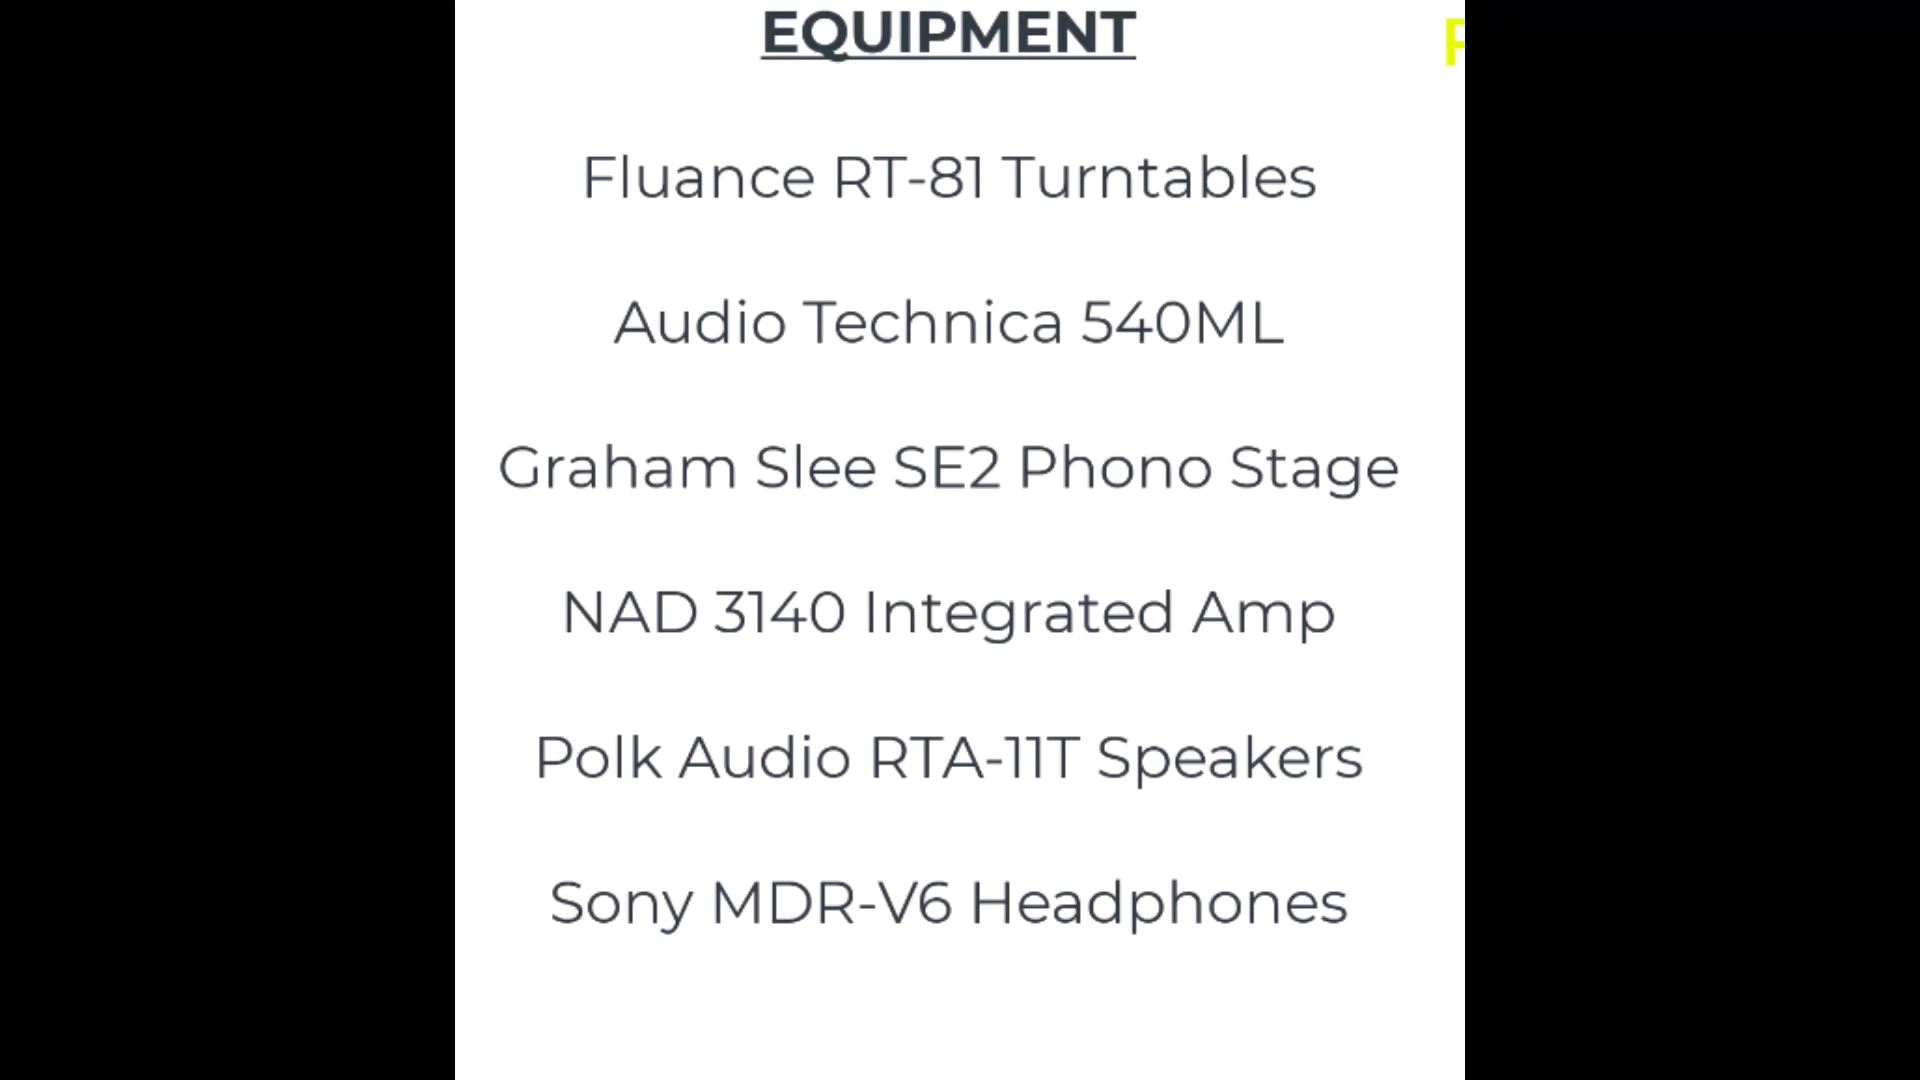 EQUIPMENT
Fluance RT-81 Turntables
Audio Technica 540ML
Graham Slee SE2 Phono Stage
NAD 3140 Integrated Amp
Polk Audio RTA-11T Speakers
Sony MDR-V6 Headphones